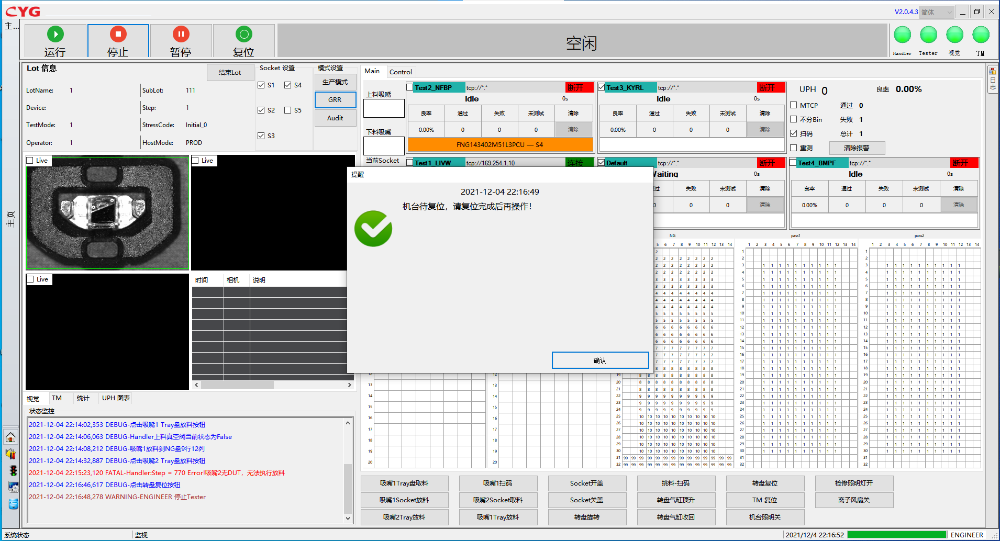 CYG
V2.0.4.3 简体
主...
运行 停止 暂停 复位
空闲
Handler Tester 视觉 TM
Lot 信息
结束Lot
LotName: 1 SubLot: 111
Device: Step: 1
TestMode: 1 StressCode: Initial_0
Operator: 1 HostMode: PROD
Socket 设置
S1 S4
S2 S5
S3
模式设置
生产模式
GRR
Audit
Main Control
上料吸嘴
下料吸嘴
当前Socket
Test2_NFBP tcp://*.* 断开
Idle 0s
良率 通过 失败 未测试 清除
0.00% 0 0 0 清除
FNG143402M51L3PCU — S4
Test3_KYRL tcp://*.* 断开
Idle 0s
良率 通过 失败 未测试 清除
0.00% 0 0 0 清除
UPH 0 良率 0.00%
MTCP 通过 0
不分Bin 失败 1
扫码 总计 1
重测 清除报警
日志
Test1_LIVW tcp://169.254.1.10 连接
Default tcp://*.* 断开
Waiting 0s
失败 未测试 清除
0 0 0 清除
Test4_BMPF tcp://*.* 断开
Idle 0s
良率 通过 失败 未测试 清除
0.00% 0 0 0 清除
Live
Live
Live
主页
时间 相机 说明
提醒
2021-12-04 22:16:49
机台待复位，请复位完成后再操作!
确认
NG pass1 pass2
视觉 TM 统计 UPH 图表
状态监控
2021-12-04 22:14:02,353 DEBUG-点击吸嘴1 Tray盘放料按钮
2021-12-04 22:14:06,063 DEBUG-Handler上料真空阀当前状态为False
2021-12-04 22:14:08,212 DEBUG-吸嘴1放料到NG盘9行12列
2021-12-04 22:14:32,887 DEBUG-点击吸嘴2 Tray盘放料按钮
2021-12-04 22:15:23,120 FATAL-Handler:Step = 770 Error!吸嘴2无DUT，无法执行放料
2021-12-04 22:16:46,617 DEBUG-点击转盘复位按钮
2021-12-04 22:16:48,278 WARNING-ENGINEER 停止Tester
吸嘴1Tray盘取料 吸嘴1扫码 Socket开盖 挑料-扫码 转盘复位 检修照明灯开
吸嘴1Socket放料 吸嘴2Socket取料 Socket关盖 转盘气缸顶升 TM 复位 离子风扇关
吸嘴2Tray放料 吸嘴1Tray放料 转盘旋转 转盘气缸收回 机台照明关
系统状态 监视 2021/12/4 22:16:52 ENGINEER